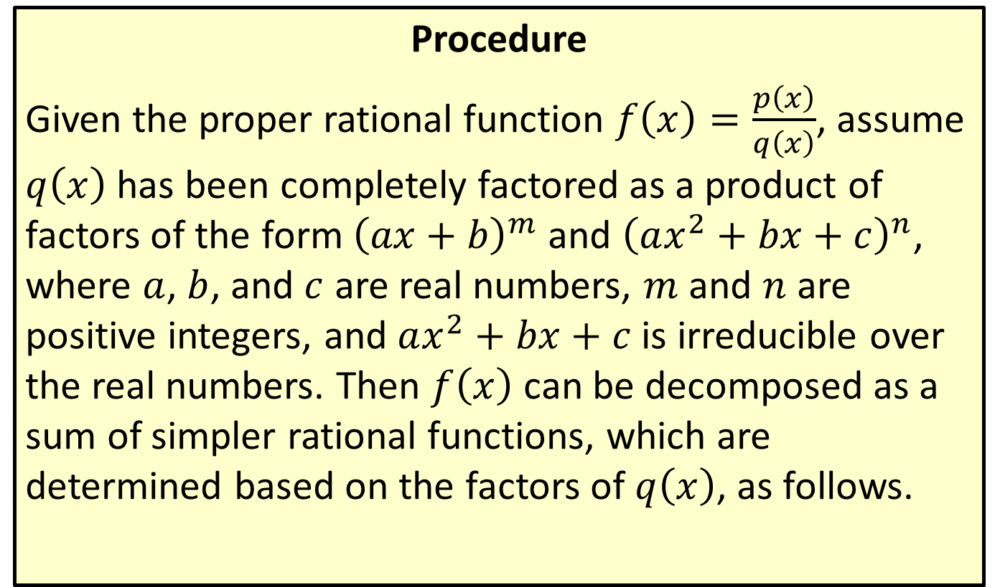 Procedure
Given the proper rational function $f(x) = \frac{p(x)}{q(x)}$, assume
$q(x)$ has been completely factored as a product of
factors of the form $(ax + b)^m$ and $(ax^2 + bx + c)^n$,
where $a$, $b$, and $c$ are real numbers, $m$ and $n$ are
positive integers, and $ax^2 + bx + c$ is irreducible over
the real numbers. Then $f(x)$ can be decomposed as a
sum of simpler rational functions, which are
determined based on the factors of $q(x)$, as follows.